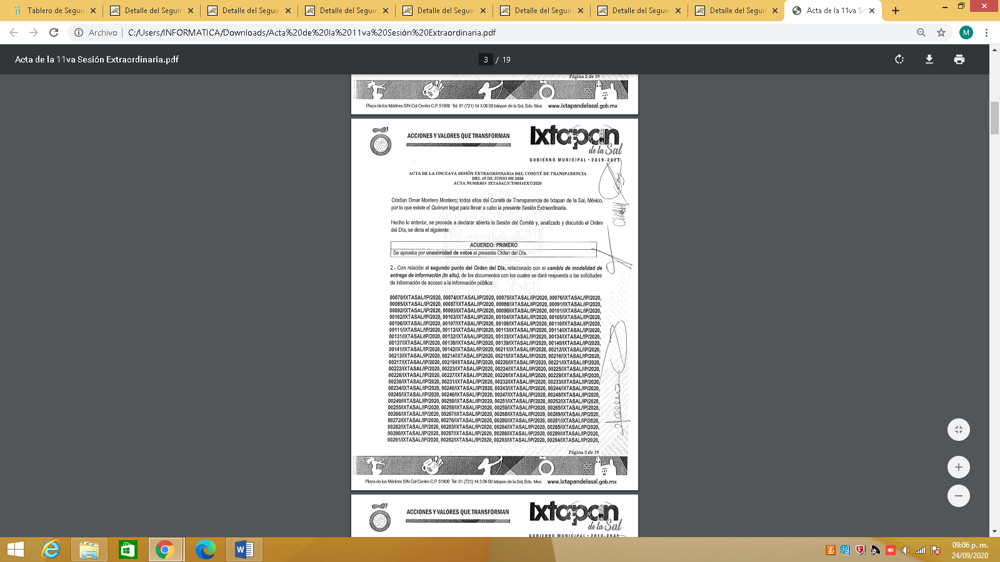 Tablero de Seguir
Detalle del Seguir
Detalle del Seguir
Detalle del Seguir
Detalle del Seguir
Detalle del Seguir
Detalle del Seguir
Detalle del Seguir
Acta de la 11va Se
Archivo
C:/Users/INFORMATICA/Downloads/Acta%20de%20la%2011va%20Sesión%20Extraordinaria.pdf
M
Acta de la 11va Sesión Extraordinaria.pdf
3 / 19
Página 2 de 19
Plaza de los Mártires S/N Col Centro C.P. 51900 Tel: 01 (721) 14 3 06 00 Ixtapan de la Sal, Edo. Mex. www.ixtapandelasal.gob.mx
ACCIONES Y VALORES QUE TRANSFORMAN
Ixtapan
de la Sal
GOBIERNO MUNICIPAL • 2019-2021
ACTA DE LA ONCEAVA SESIÓN EXTRAORDINARIA DEL COMITÉ DE TRANSPARENCIA
DEL 15 DE JUNIO DE 2020
ACTA NUMERO: IXTASAL/CT/0011EXT/2020
Cristian Omar Montero Montero; todos ellos del Comité de Transparencia de Ixtapan de la Sal, México,
por lo que existe el Quórum legal para llevar a cabo la presente Sesión Extraordinaria.
Hecho lo anterior, se procede a declarar abierta la Sesión del Comité y, analizado y discutido el Orden
del Día, se dicta el siguiente:
ACUERDO: PRIMERO
Se aprueba por unanimidad de votos el presente Orden del Día.
2.- Con relación al segundo punto del Orden del Día, relacionado con el cambio de modalidad de
entrega de información (in situ), de los documentos con los cuales se dará respuesta a las solicitudes
de información de acceso a la información pública:
00070/IXTASAL/IP/2020, 00074/IXTASAL/IP/2020, 00075/IXTASAL/IP/2020, 00076/IXTASAL/IP/2020,
00085/IXTASAL/IP/2020, 00087/IXTASAL/IP/2020, 00088/IXTASAL/IP/2020, 00091/IXTASAL/IP/2020,
00092/IXTASAL/IP/2020, 00093/IXTASAL/IP/2020, 00098/IXTASAL/IP/2020, 00101/IXTASAL/IP/2020,
00102/IXTASAL/IP/2020, 00103/IXTASAL/IP/2020, 00104/IXTASAL/IP/2020, 00105/IXTASAL/IP/2020,
00106/IXTASAL/IP/2020, 00107/IXTASAL/IP/2020, 00108/IXTASAL/IP/2020, 00110/IXTASAL/IP/2020,
00111/IXTASAL/IP/2020, 00112/IXTASAL/IP/2020, 00113/IXTASAL/IP/2020, 00114/IXTASAL/IP/2020,
00131/IXTASAL/IP/2020, 00132/IXTASAL/IP/2020, 00133/IXTASAL/IP/2020, 00134/IXTASAL/IP/2020,
00137/IXTASAL/IP/2020, 00138/IXTASAL/IP/2020, 00139/IXTASAL/IP/2020, 00140/IXTASAL/IP/2020,
00141/IXTASAL/IP/2020, 00142/IXTASAL/IP/2020, 00211/IXTASAL/IP/2020, 00212/IXTASAL/IP/2020,
00213/IXTASAL/IP/2020, 00214/IXTASAL/IP/2020, 00215/IXTASAL/IP/2020, 00216/IXTASAL/IP/2020,
00217/IXTASAL/IP/2020, 00219/IXTASAL/IP/2020, 00220/IXTASAL/IP/2020, 00221/IXTASAL/IP/2020,
00222/IXTASAL/IP/2020, 00223/IXTASAL/IP/2020, 00224/IXTASAL/IP/2020, 00225/IXTASAL/IP/2020,
00226/IXTASAL/IP/2020, 00227/IXTASAL/IP/2020, 00228/IXTASAL/IP/2020, 00229/IXTASAL/IP/2020,
00230/IXTASAL/IP/2020, 00231/IXTASAL/IP/2020, 00232/IXTASAL/IP/2020, 00233/IXTASAL/IP/2020,
00234/IXTASAL/IP/2020, 00240/IXTASAL/IP/2020, 00243/IXTASAL/IP/2020, 00244/IXTASAL/IP/2020,
00245/IXTASAL/IP/2020, 00246/IXTASAL/IP/2020, 00247/IXTASAL/IP/2020, 00248/IXTASAL/IP/2020,
00249/IXTASAL/IP/2020, 00250/IXTASAL/IP/2020, 00251/IXTASAL/IP/2020, 00252/IXTASAL/IP/2020,
00255/IXTASAL/IP/2020, 00256/IXTASAL/IP/2020, 00259/IXTASAL/IP/2020, 00265/IXTASAL/IP/2020,
00266/IXTASAL/IP/2020, 00267/IXTASAL/IP/2020, 00268/IXTASAL/IP/2020, 00269/IXTASAL/IP/2020,
00272/IXTASAL/IP/2020, 00276/IXTASAL/IP/2020, 00280/IXTASAL/IP/2020, 00281/IXTASAL/IP/2020,
00282/IXTASAL/IP/2020, 00283/IXTASAL/IP/2020, 00284/IXTASAL/IP/2020, 00285/IXTASAL/IP/2020,
00286/IXTASAL/IP/2020, 00287/IXTASAL/IP/2020, 00288/IXTASAL/IP/2020, 00289/IXTASAL/IP/2020,
00291/IXTASAL/IP/2020, 00292/IXTASAL/IP/2020, 00293/IXTASAL/IP/2020, 00294/IXTASAL/IP/2020,
Página 3 de 19
Plaza de los Mártires S/N Col Centro C.P. 51900 Tel: 01 (721) 14 3 06 00 Ixtapan de la Sal, Edo. Mex. www.ixtapandelasal.gob.mx
ACCIONES Y VALORES QUE TRANSFORMAN
Ixtapan
de la Sal
GOBIERNO MUNICIPAL • 2019-2021
09:06 p. m.
24/09/2020